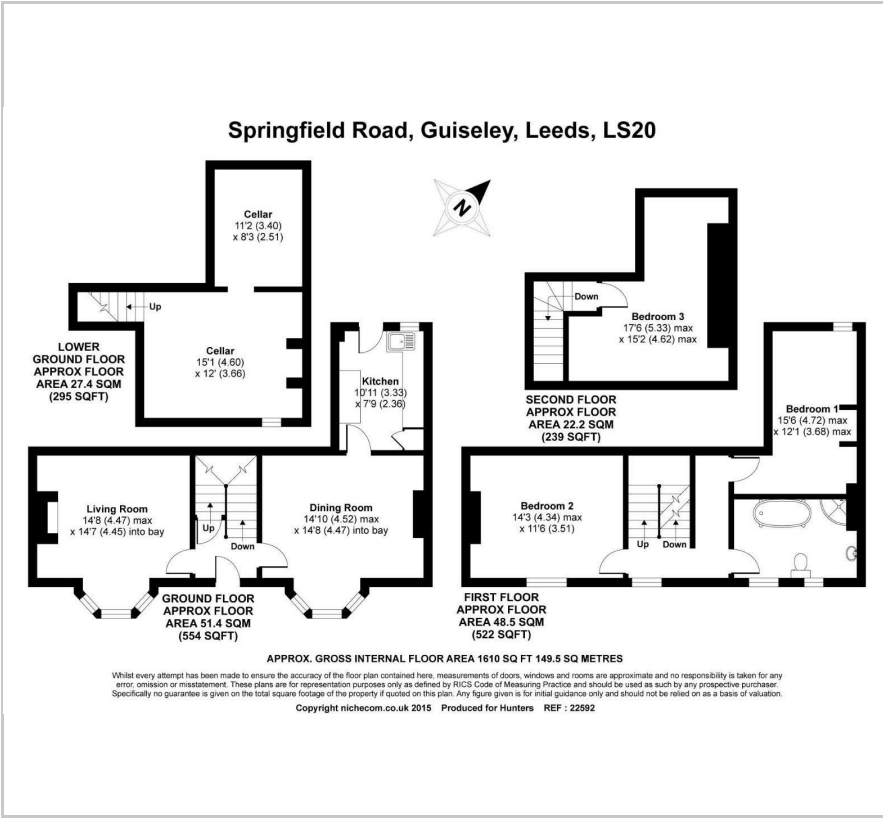 Springfield Road, Guiseley, Leeds, LS20
Cellar
11'2 (3.40)
x 8'3 (2.51)
N
Up
Cellar
15'1 (4.60)
x 12' (3.66)
LOWER
GROUND FLOOR
APPROX FLOOR
AREA 27.4 SQM
(295 SQFT)
Down
Bedroom 3
17'6 (5.33) max
x 15'2 (4.62) max
SECOND FLOOR
APPROX FLOOR
AREA 22.2 SQM
(239 SQFT)
Kitchen
10'11 (3.33)
x 7'9 (2.36)
Living Room
14'8 (4.47) max
x 14'7 (4.45) into bay
Up
Down
Dining Room
14'10 (4.52) max
x 14'8 (4.47) into bay
GROUND FLOOR
APPROX FLOOR
AREA 51.4 SQM
(554 SQFT)
Bedroom 1
15'6 (4.72) max
x 12'1 (3.68) max
Bedroom 2
14'3 (4.34) max
x 11'6 (3.51)
Up
Down
FIRST FLOOR
APPROX FLOOR
AREA 48.5 SQM
(522 SQFT)
APPROX. GROSS INTERNAL FLOOR AREA 1610 SQ FT 149.5 SQ METRES
Whilst every attempt has been made to ensure the accuracy of the floor plan contained here, measurements of doors, windows and rooms are approximate and no responsibility is taken for any
error, omission or misstatement. These plans are for representation purposes only as defined by RICS Code of Measuring Practice and should be used as such by any prospective purchaser.
Specifically no guarantee is given on the total square footage of the property if quoted on this plan. Any figure given is for initial guidance only and should not be relied on as a basis of valuation.
Copyright nichecom.co.uk 2015 Produced for Hunters REF : 22592